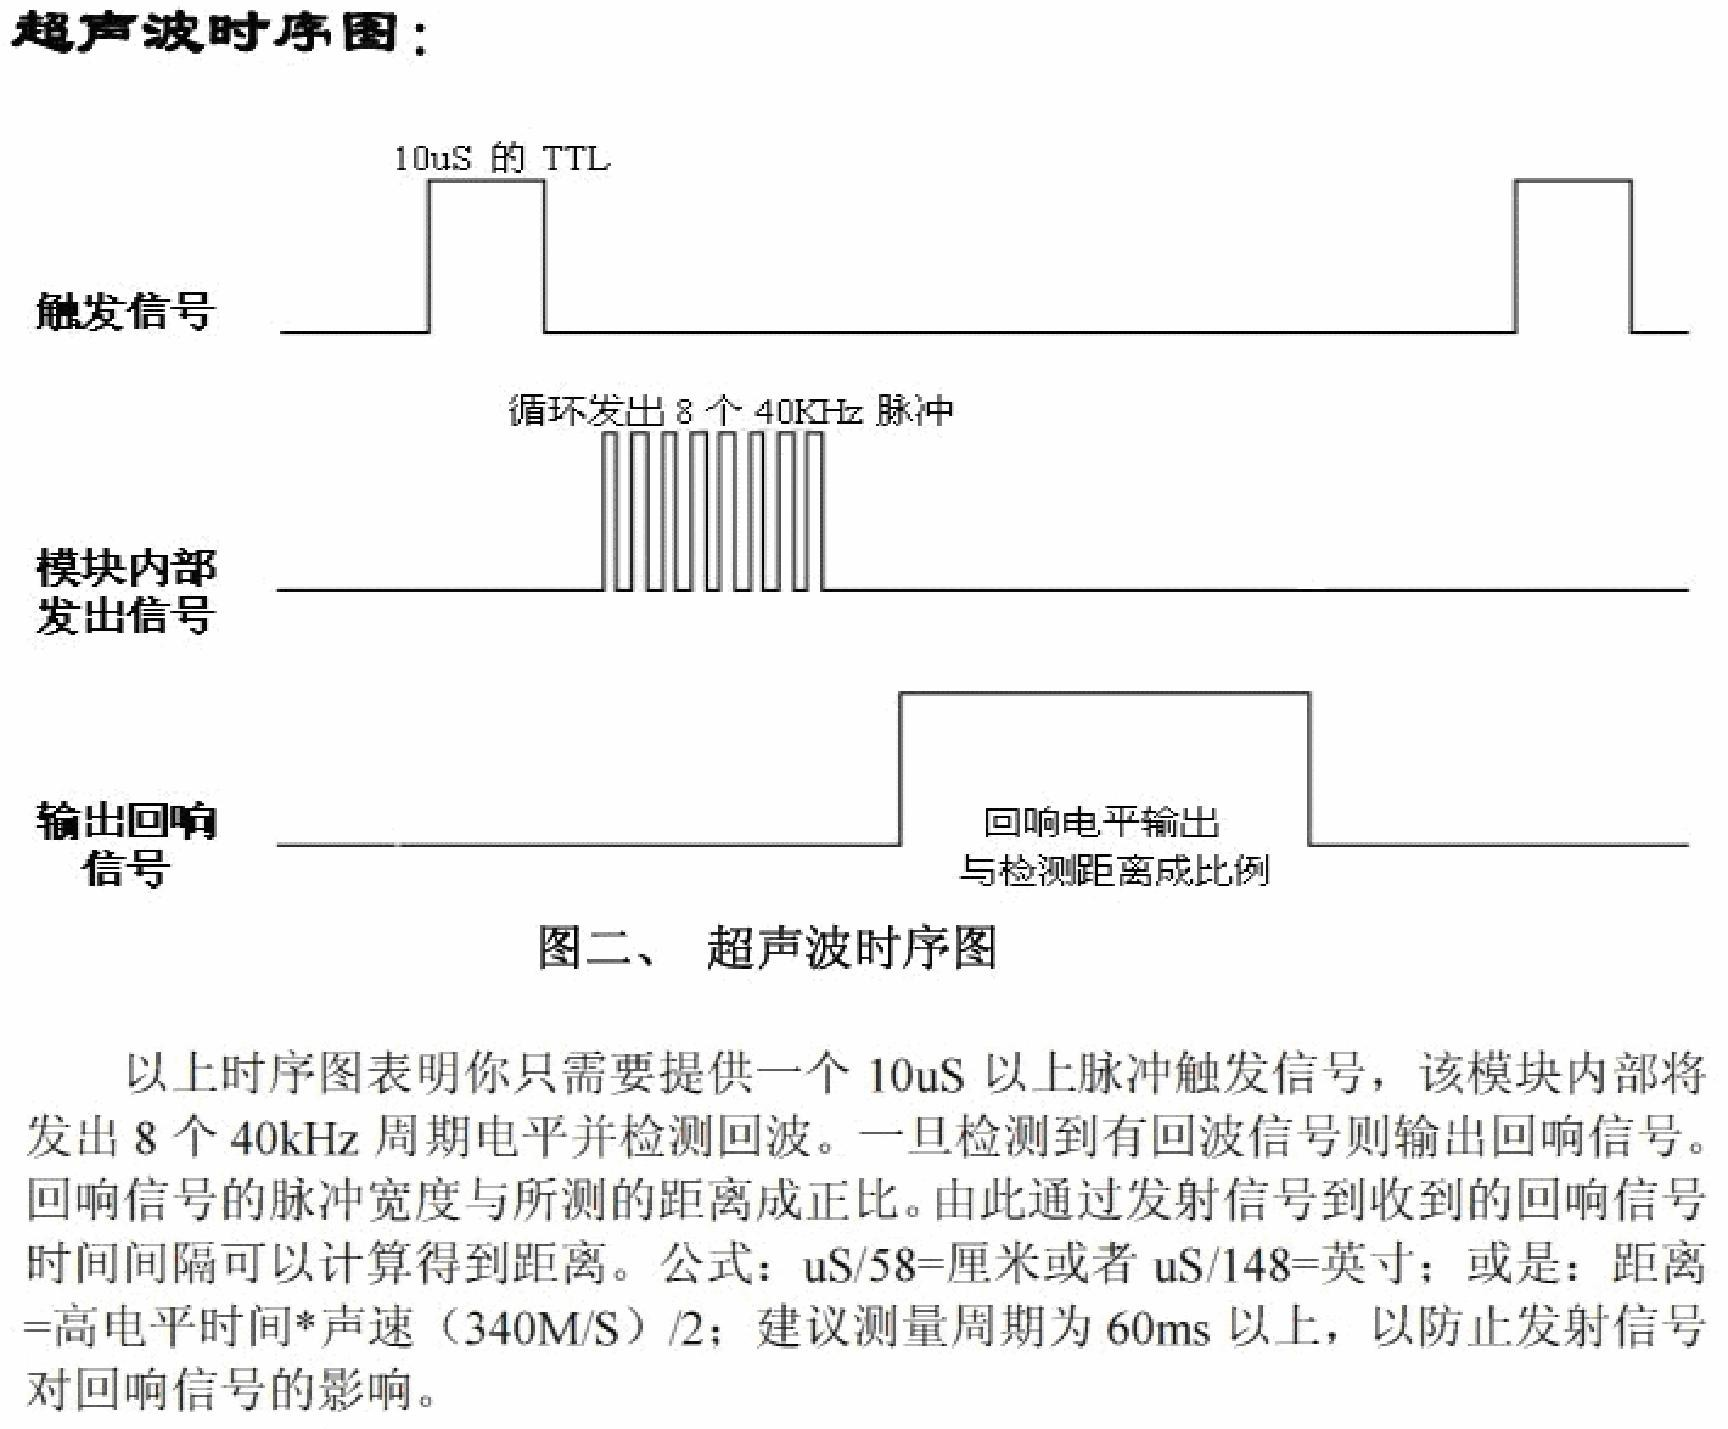 超声波时序图：
10uS 的 TTL
触发信号
循环发出 8 个 40KHz 脉冲
模块内部
发出信号
输出回响
信号
回响电平输出
与检测距离成比例
图二、 超声波时序图
以上时序图表明你只需要提供一个 10uS 以上脉冲触发信号，该模块内部将
发出 8 个 40kHz 周期电平并检测回波。一旦检测到有回波信号则输出回响信号。
回响信号的脉冲宽度与所测的距离成正比。由此通过发射信号到收到的回响信号
时间间隔可以计算得到距离。公式：uS/58=厘米或者 uS/148=英寸；或是：距离
=高电平时间*声速（340M/S）/2；建议测量周期为 60ms 以上，以防止发射信号
对回响信号的影响。